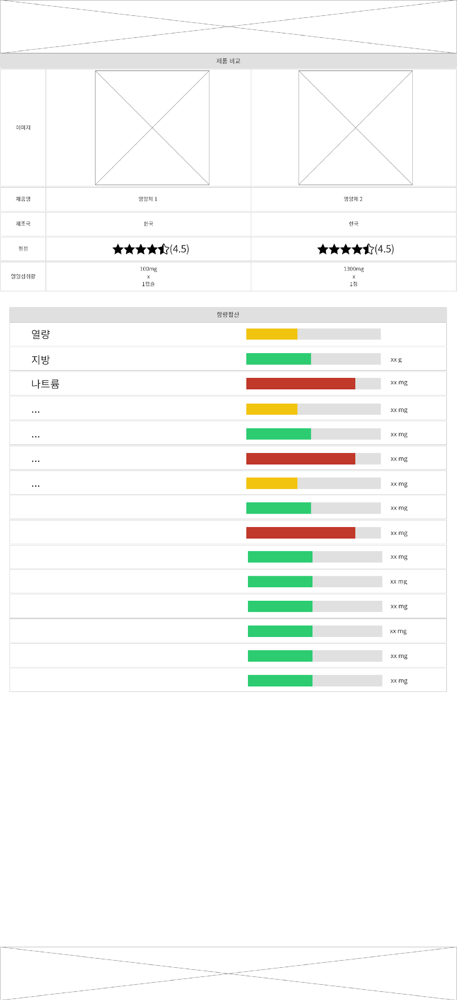 제품 비교
이미지
제품명
영양제 1
영양제 2
제조국
한국
한국
평점
(4.5)
(4.5)
일일섭취량
100mg
x
1캡슐
1300mg
x
1정
함량합산
열량
지방
xx g
나트륨
xx mg
...
xx mg
...
xx mg
...
xx mg
...
xx mg
xx mg
xx mg
xx mg
xx mg
xx mg
xx mg
xx mg
xx mg